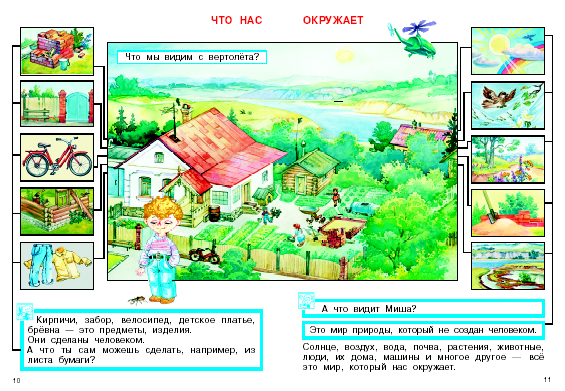 ЧТО НАС ОКРУЖАЕТ
Что мы видим с вертолёта?
Кирпичи, забор, велосипед, детское платье,
брёвна — это предметы, изделия.
Они сделаны человеком.
А что ты сам можешь сделать, например, из
листа бумаги?
10
А что видит Миша?
Это мир природы, который не создан человеком.
Солнце, воздух, вода, почва, растения, животные,
люди, их дома, машины и многое другое — всё
это мир, который нас окружает.
11